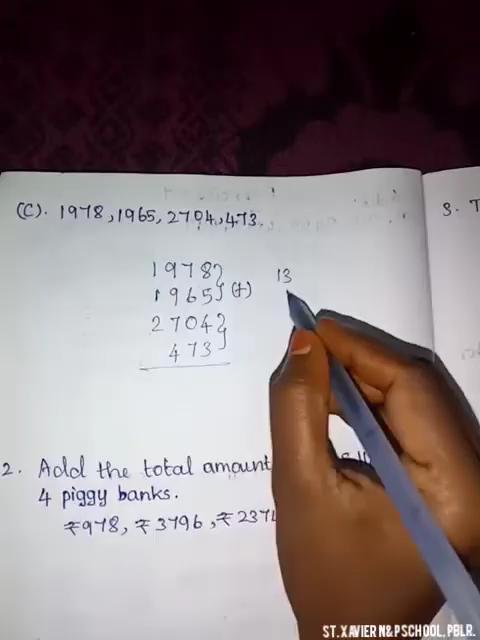 (C). 1978, 1965, 2704, 473.
1978
1965 (+)
2704
473
13
2. Add the total amount
4 piggy banks.
₹978, ₹3796, ₹237
3. T
ST.XAVIER N&P SCHOOL, PBLR.